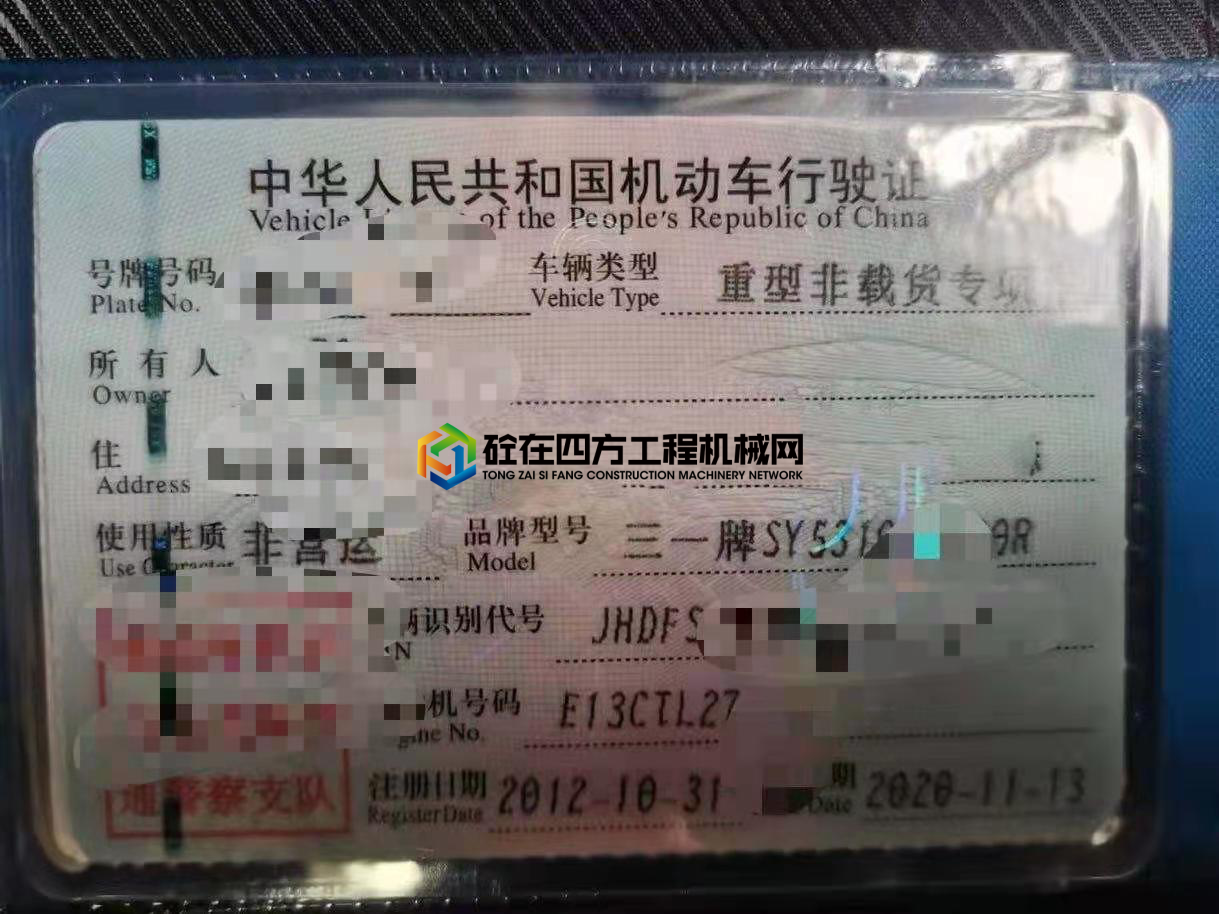 中华人民共和国机动车行驶证
Vehicle of the People's Republic of China
号牌号码
Plate No.
车辆类型 重型非载货专项
Vehicle Type
所有人
Owner
住
Address
砼在四方工程机械网
TONG ZAI SI FANG CONSTRUCTION MACHINERY NETWORK
使用性质 非营运
Use Character
品牌型号 三一牌SY531 9R
Model
识别代号 JHDFS
N
机号码 E13CTL27
gine No.
通警察支队
注册日期 2012-10-31
Register Date
期 2020-11-13
Date